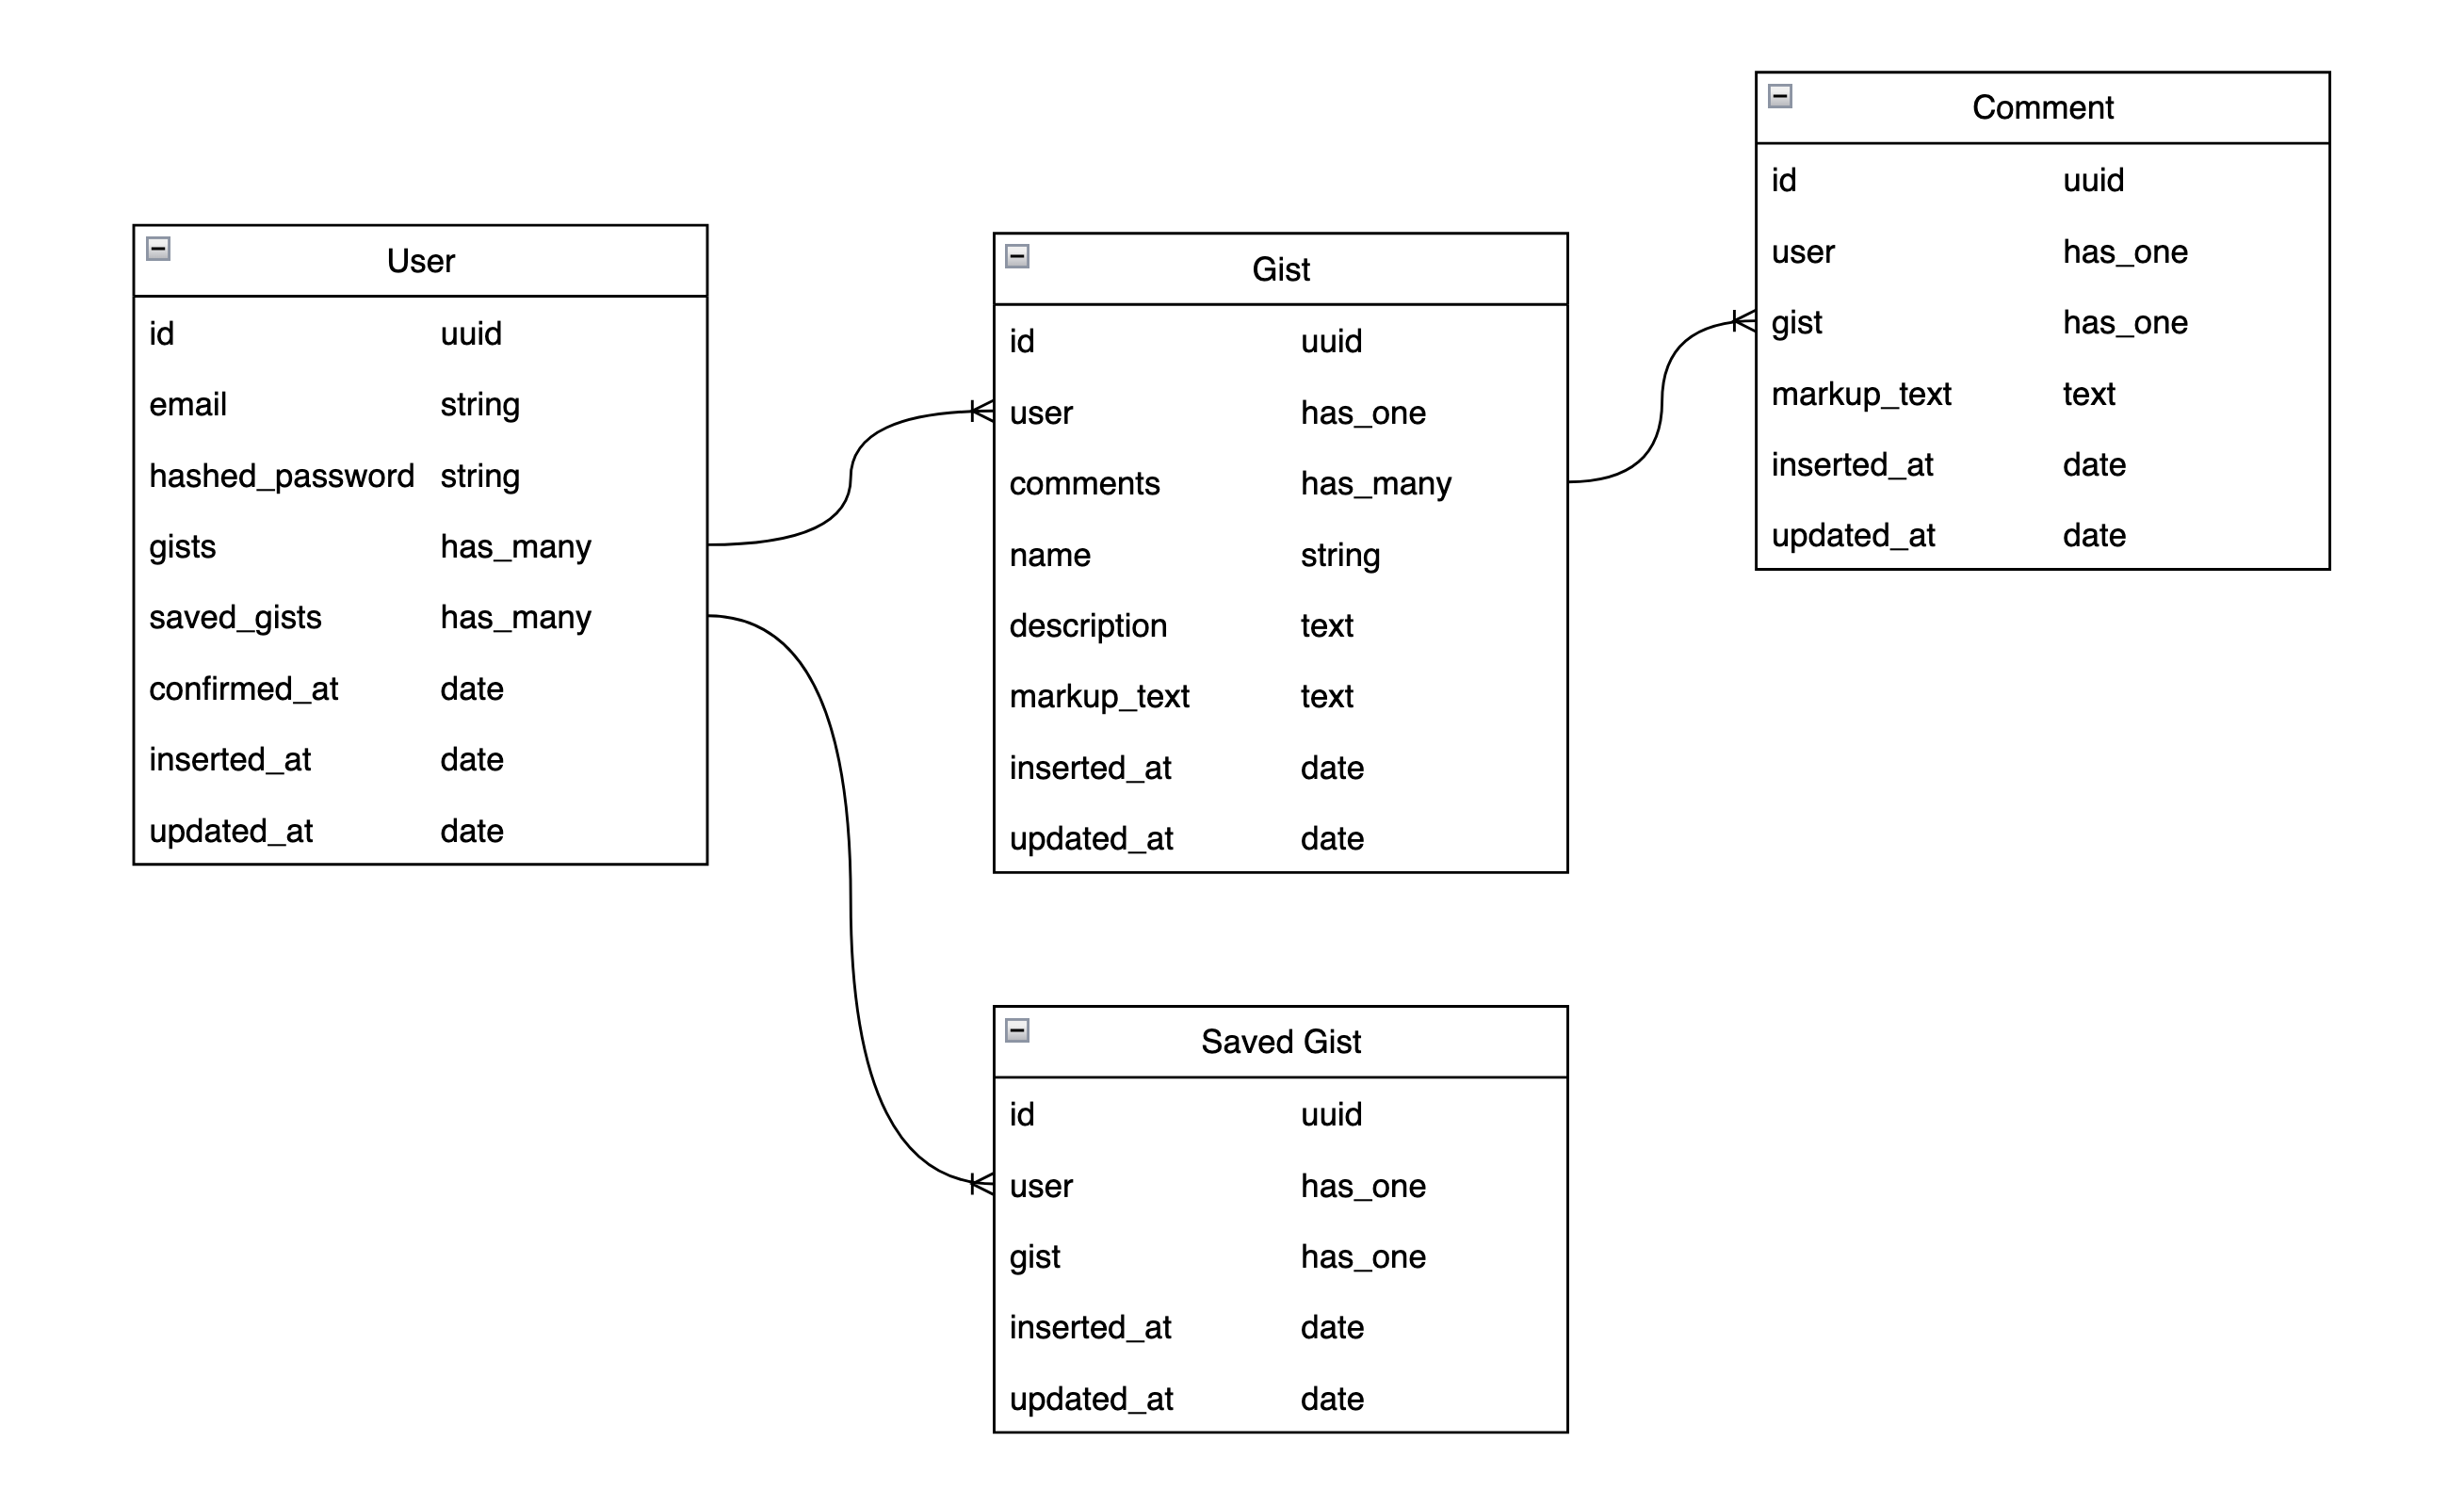 User
id uuid
email string
hashed_password string
gists has_many
saved_gists has_many
confirmed_at date
inserted_at date
updated_at date
Gist
id uuid
user has_one
comments has_many
name string
description text
markup_text text
inserted_at date
updated_at date
Comment
id uuid
user has_one
gist has_one
markup_text text
inserted_at date
updated_at date
Saved Gist
id uuid
user has_one
gist has_one
inserted_at date
updated_at date